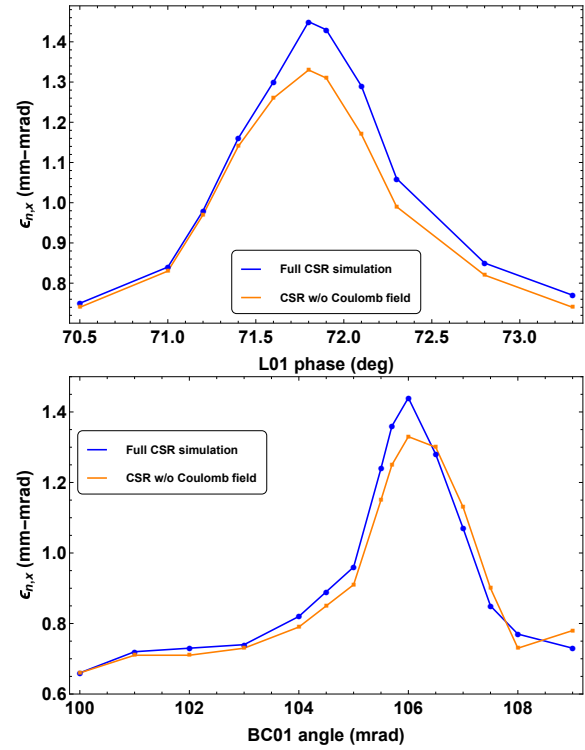 1.4
1.3
1.2
1.1
1.0
0.9
0.8
ϵn,x (mm−mrad)
Full CSR simulation
CSR w/o Coulomb field
70.5 71.0 71.5 72.0 72.5 73.0
L01 phase (deg)
1.4
1.2
1.0
0.8
0.6
ϵn,x (mm−mrad)
Full CSR simulation
CSR w/o Coulomb field
100 102 104 106 108
BC01 angle (mrad)